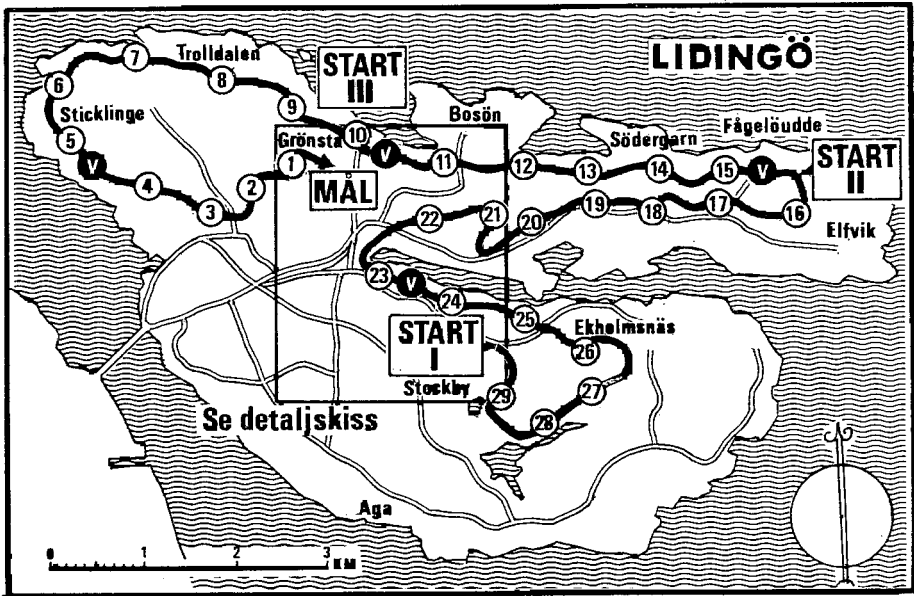 LIDINGÖ
7
Trolldalen
START
III
6
8
Sticklinge
9
Bosön
5
10
Grönsta
Södergarn
Fågelöudde
V
1
V
11
12
13
14
15
V
START
II
4
2
MÅL
3
22
21
20
19
18
17
16
Elfvik
23
V
24
25
START
I
Ekholmsnäs
26
Stockby
29
27
28
Se detaljskiss
Aga
0
1
2
3
KM